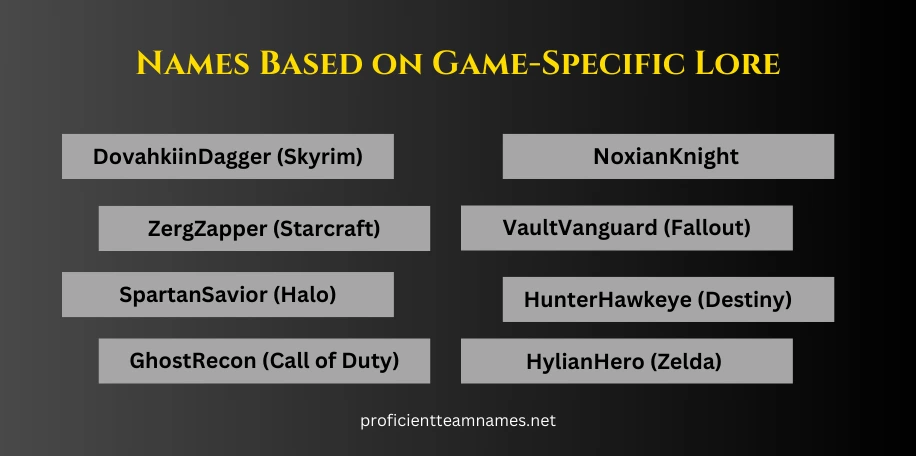 Names Based on Game-Specific Lore
DovahkiinDagger (Skyrim)
NoxianKnight
ZergZapper (Starcraft)
VaultVanguard (Fallout)
SpartanSavior (Halo)
HunterHawkeye (Destiny)
GhostRecon (Call of Duty)
HylianHero (Zelda)
proficientteamnames.net